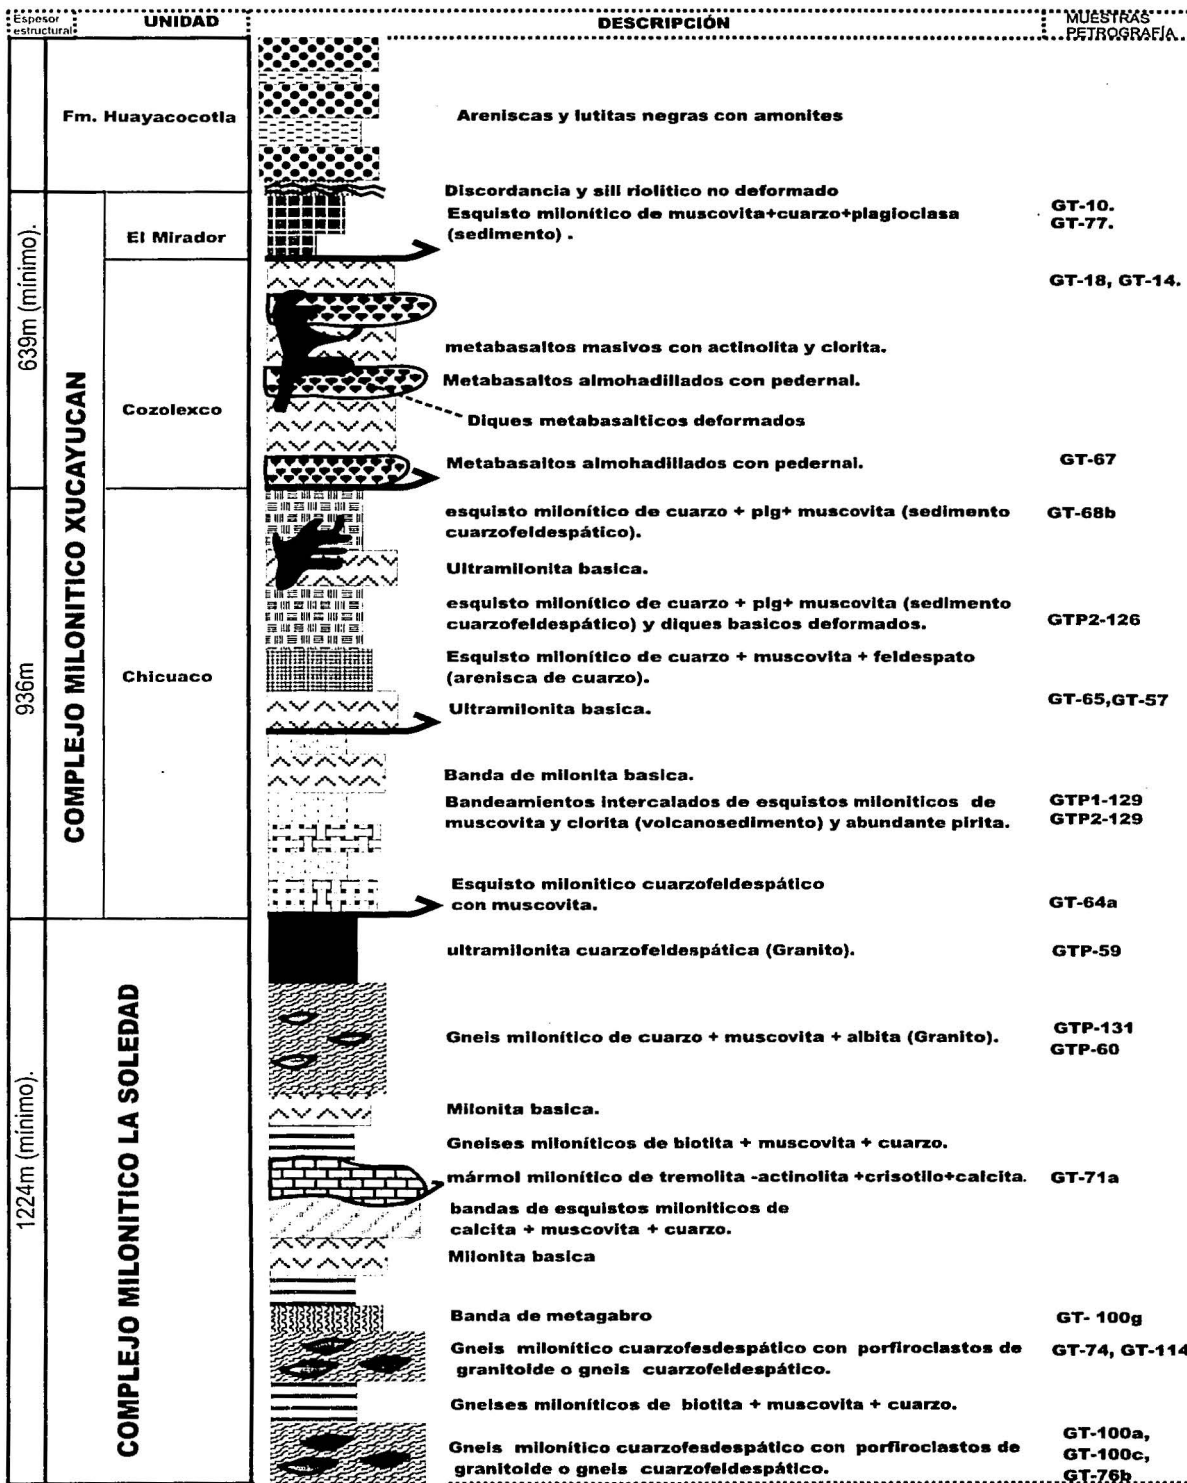 Espesor
estructural
UNIDAD
DESCRIPCIÓN
MUESTRAS
PETROGRAFÍA
Fm. Huayacocotla
Areniscas y lutitas negras con amonites
Discordancia y sill riolitico no deformado
639m (mínimo).
COMPLEJO MILONITICO XUCAYUCAN
El Mirador
Esquisto milonítico de muscovita+cuarzo+plagioclasa
(sedimento) .
GT-10.
GT-77.
Cozolexco
GT-18, GT-14.
metabasaltos masivos con actinolita y clorita.
Metabasaltos almohadillados con pedernal.
Diques metabasalticos deformados
Metabasaltos almohadillados con pedernal.
GT-67
936m
Chicuaco
esquisto milonítico de cuarzo + plg+ muscovita (sedimento
cuarzofeldespático).
GT-68b
Ultramilonita basica.
esquisto milonítico de cuarzo + plg+ muscovita (sedimento
cuarzofeldespático) y diques basicos deformados.
GTP2-126
Esquisto milonítico de cuarzo + muscovita + feldespato
(arenisca de cuarzo).
Ultramilonita basica.
GT-65,GT-57
Banda de milonita basica.
Bandeamientos intercalados de esquistos miloniticos de
muscovita y clorita (volcanosedimento) y abundante pirita.
GTP1-129
GTP2-129
Esquisto milonitico cuarzofeldespático
con muscovita.
GT-64a
1224m (mínimo).
COMPLEJO MILONITICO LA SOLEDAD
ultramilonita cuarzofeldespática (Granito).
GTP-59
Gneis milonítico de cuarzo + muscovita + albita (Granito).
GTP-131
GTP-60
Milonita basica.
Gneises miloníticos de biotita + muscovita + cuarzo.
mármol milonítico de tremolita -actinolita +crisotilo+calcita.
GT-71a
bandas de esquistos miloniticos de
calcita + muscovita + cuarzo.
Milonita basica
Banda de metagabro
GT- 100g
Gneis milonítico cuarzofesdespático con porfiroclastos de
granitoide o gneis cuarzofeldespático.
GT-74, GT-114
Gneises miloníticos de biotita + muscovita + cuarzo.
Gneis milonítico cuarzofesdespático con porfiroclastos de
granitoide o gneis cuarzofeldespático.
GT-100a,
GT-100c,
GT-76b